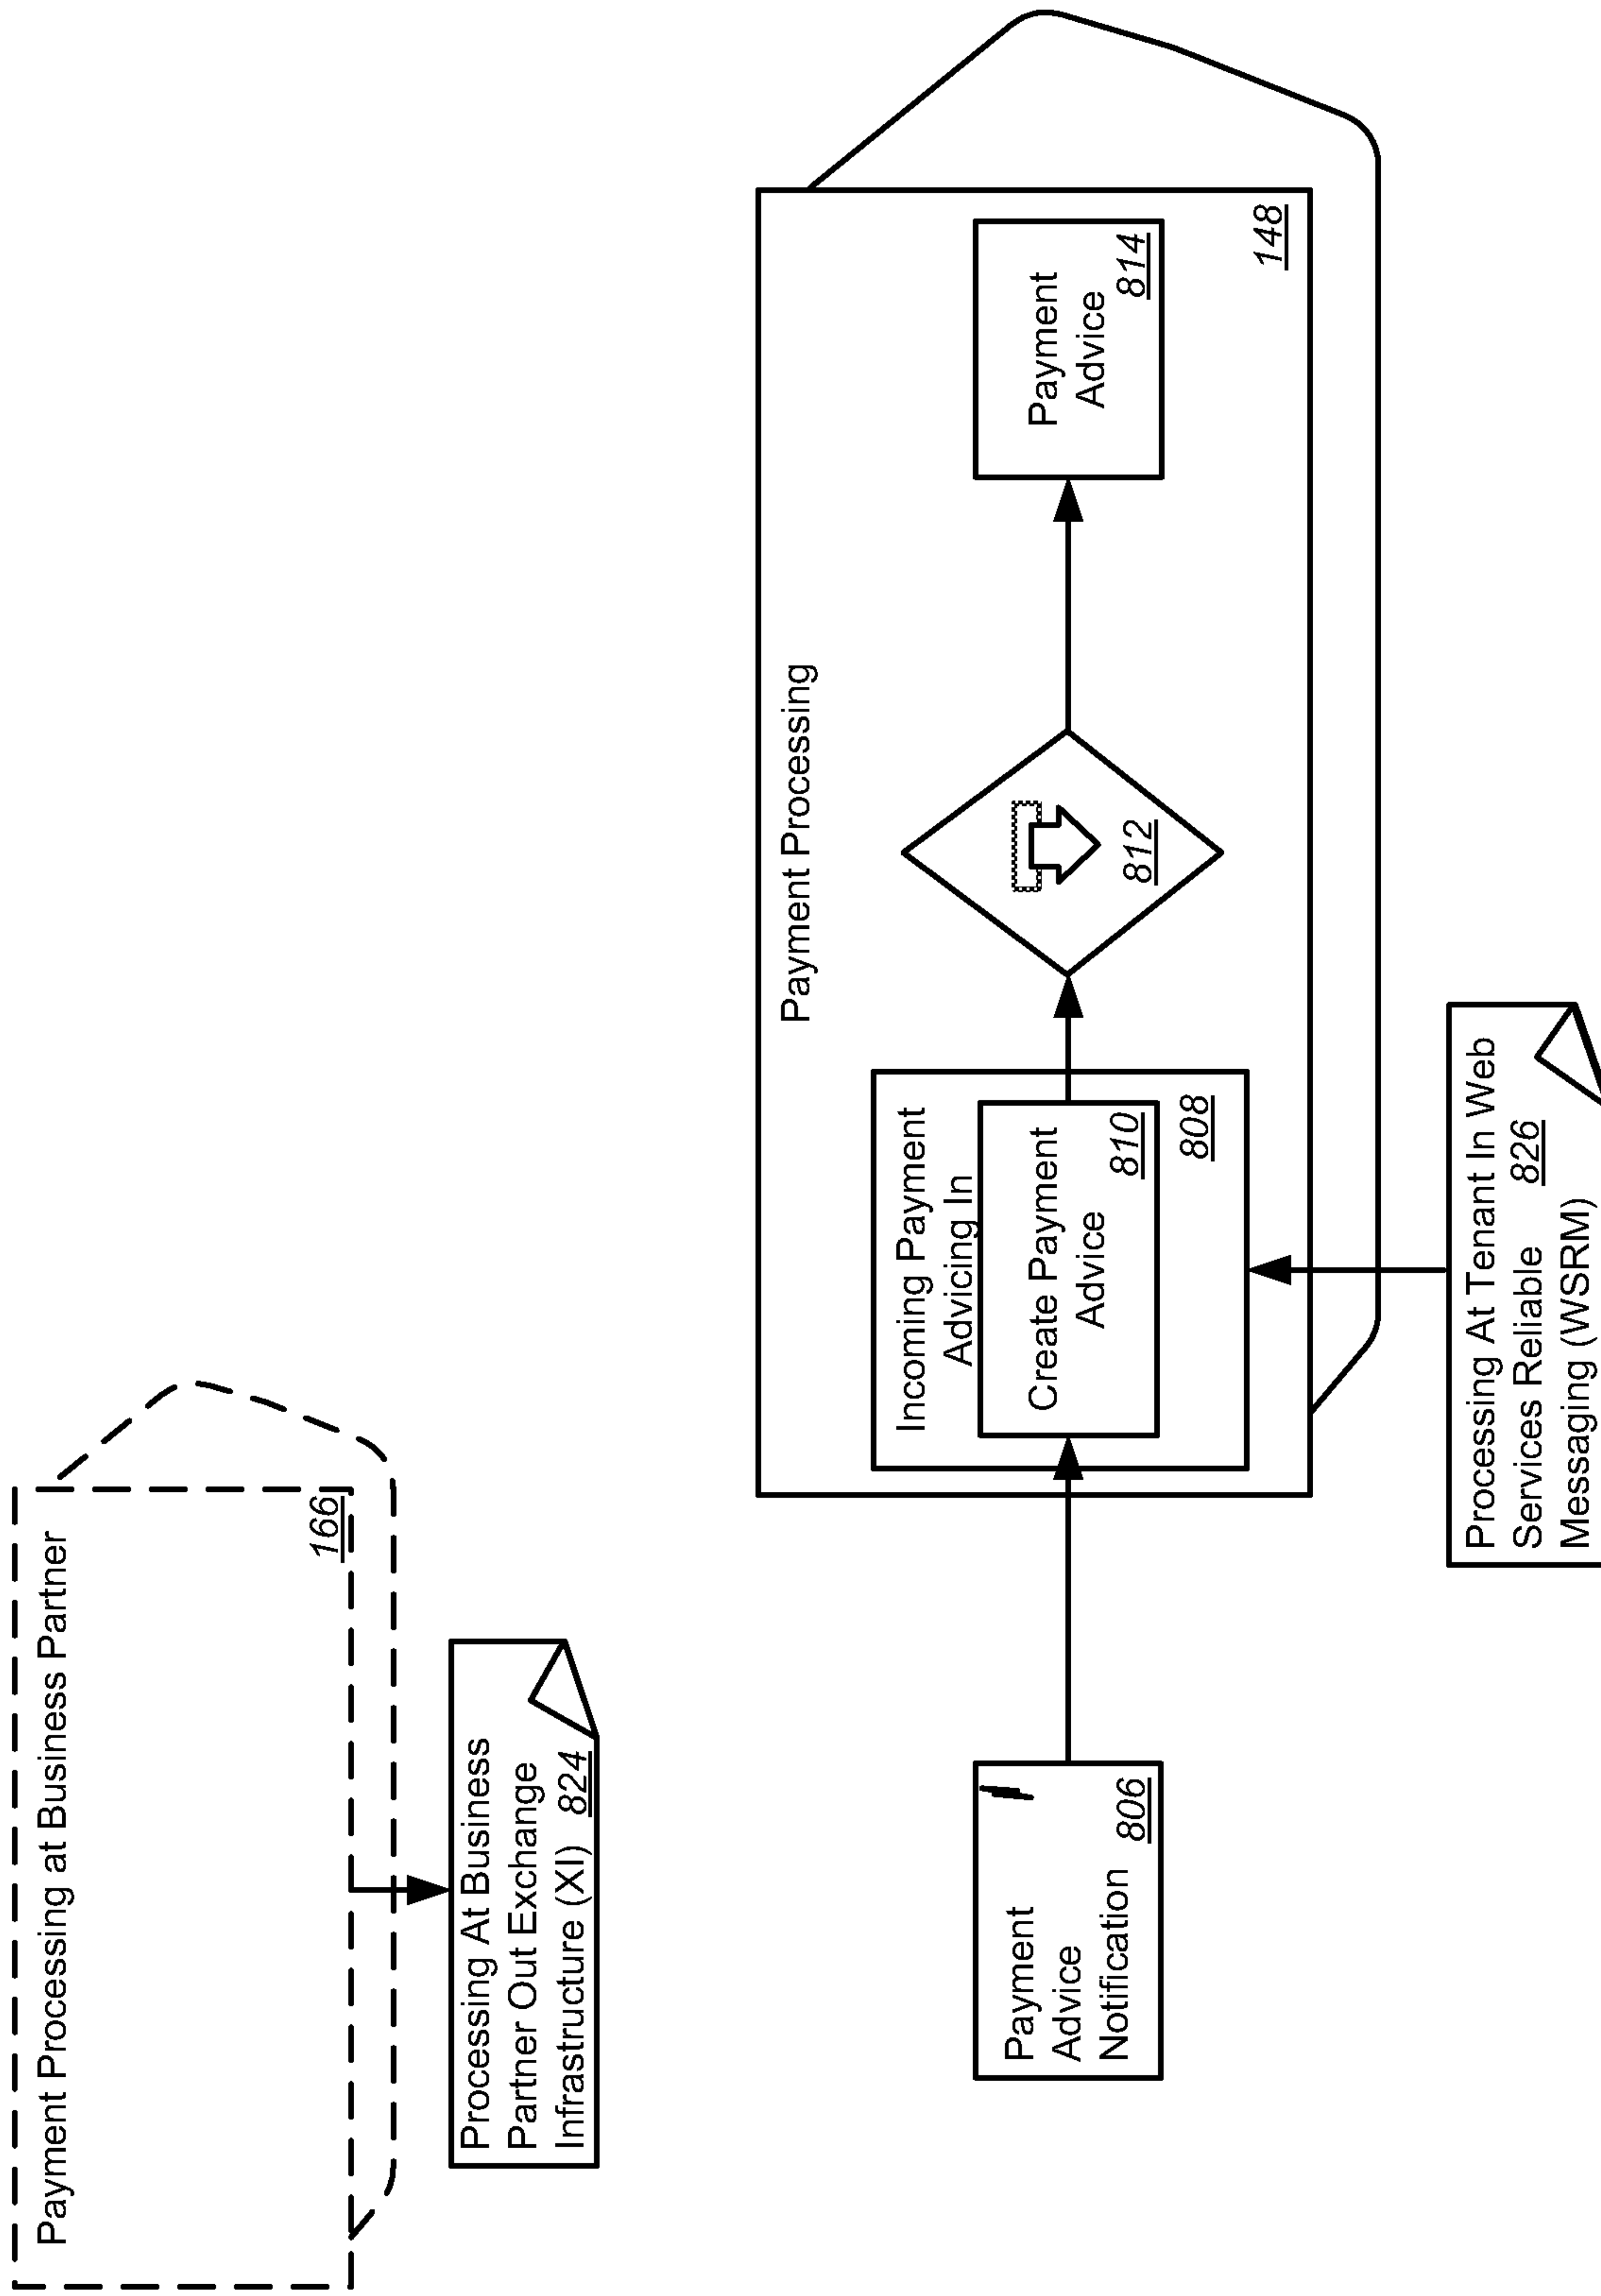 Payment Processing at Business Partner
166
Processing At Business
Partner Out Exchange
Infrastructure (XI) 824
Payment Processing
Payment
Advice
Notification 806
Incoming Payment
Advicing In
Create Payment
Advice
810
808
812
Payment
Advice
814
148
Processing At Tenant In Web
Services Reliable 826
Messaging (WSRM)